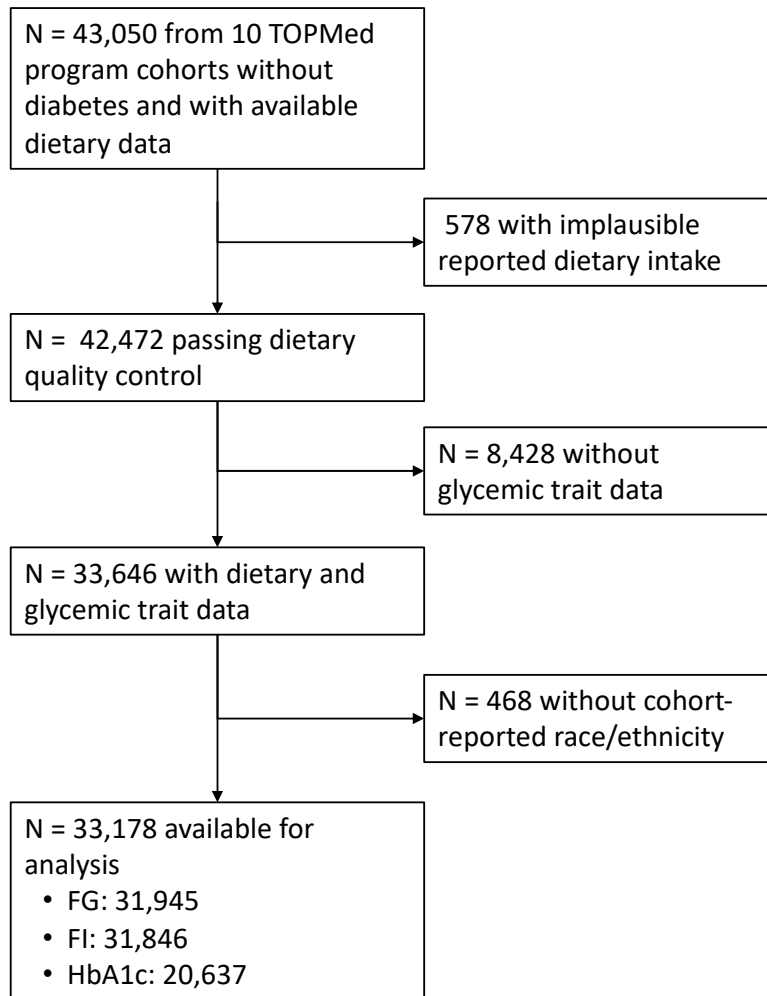 N = 43,050 from 10 TOPMed
program cohorts without
diabetes and with available
dietary data
578 with implausible
reported dietary intake
N =  42,472 passing dietary
quality control
N = 8,428 without
glycemic trait data
N = 33,646 with dietary and
glycemic trait data
N = 468 without cohort-
reported race/ethnicity
N = 33,178 available for
analysis
• FG: 31,945
• FI: 31,846
• HbA1c: 20,637